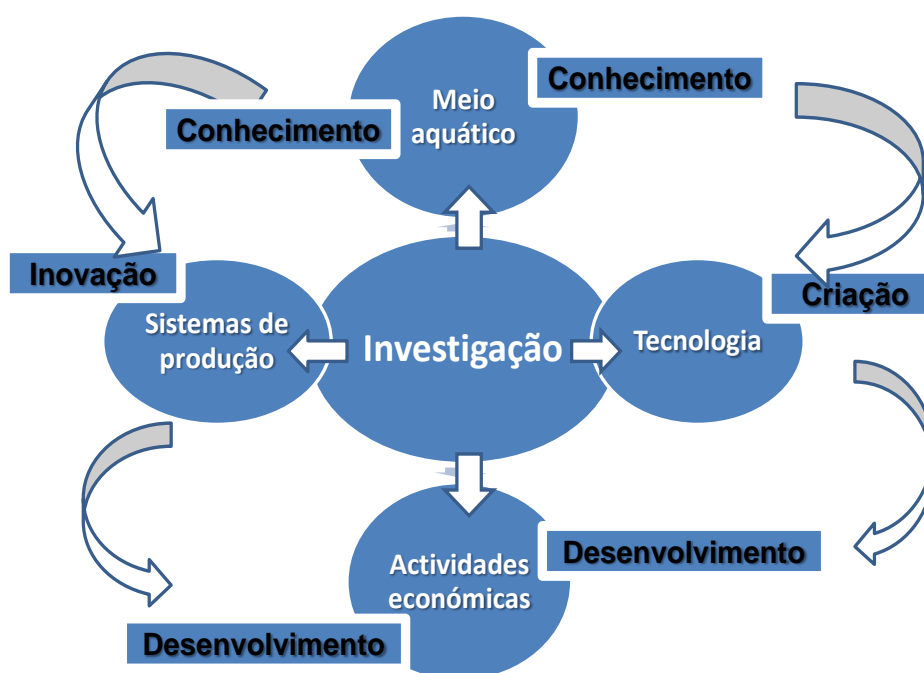 Conhecimento
Meio
aquático
Conhecimento
Inovação
Criação
Sistemas de
produção
Investigação
Tecnologia
Desenvolvimento
Actividades
económicas
Desenvolvimento